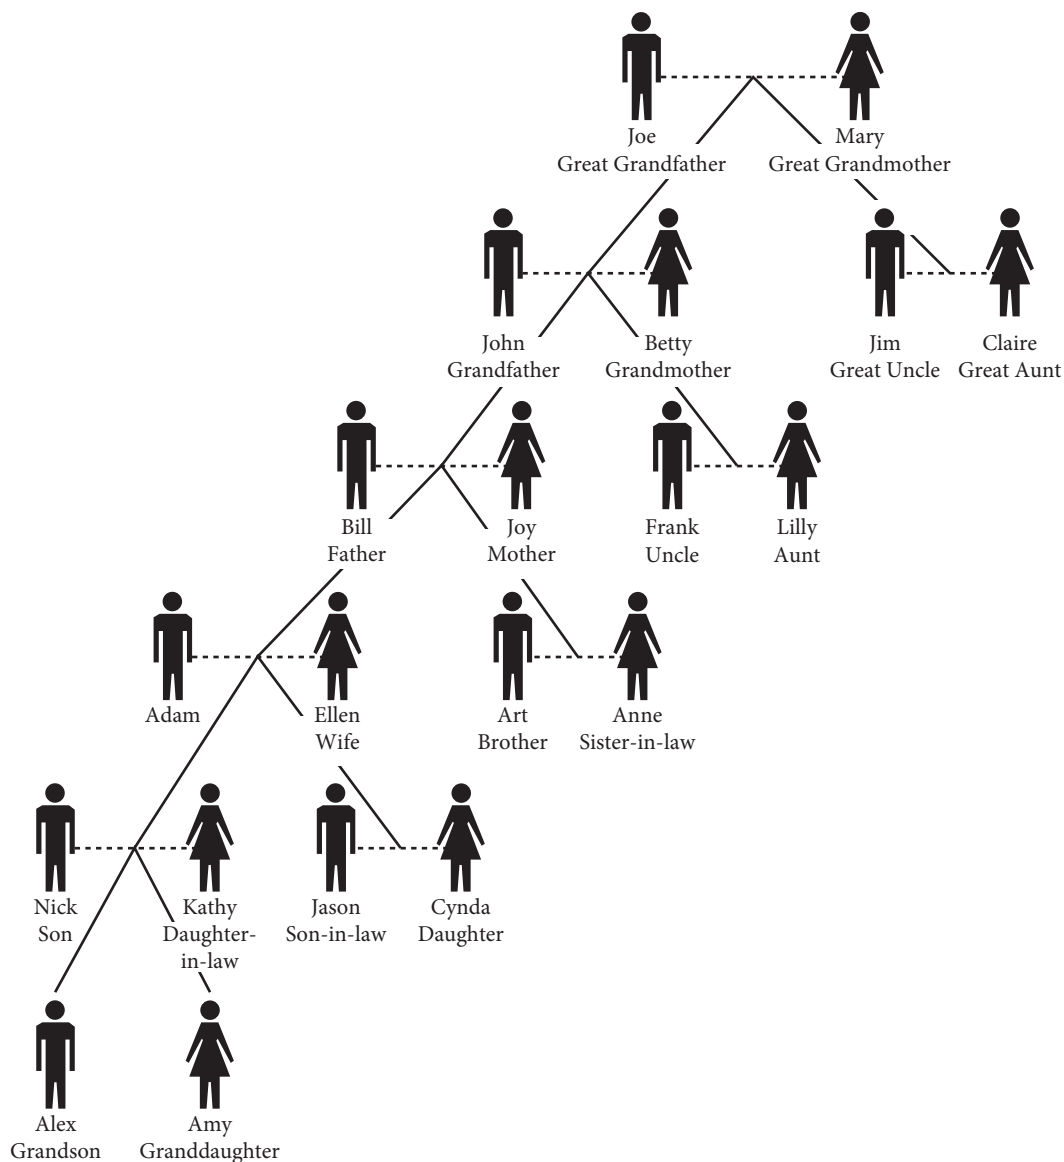 Joe
Great Grandfather
Mary
Great Grandmother
John
Grandfather
Betty
Grandmother
Jim
Great Uncle
Claire
Great Aunt
Bill
Father
Joy
Mother
Frank
Uncle
Lilly
Aunt
Adam
Ellen
Wife
Art
Brother
Anne
Sister-in-law
Nick
Son
Kathy
Daughter-
in-law
Jason
Son-in-law
Cynda
Daughter
Alex
Grandson
Amy
Granddaughter